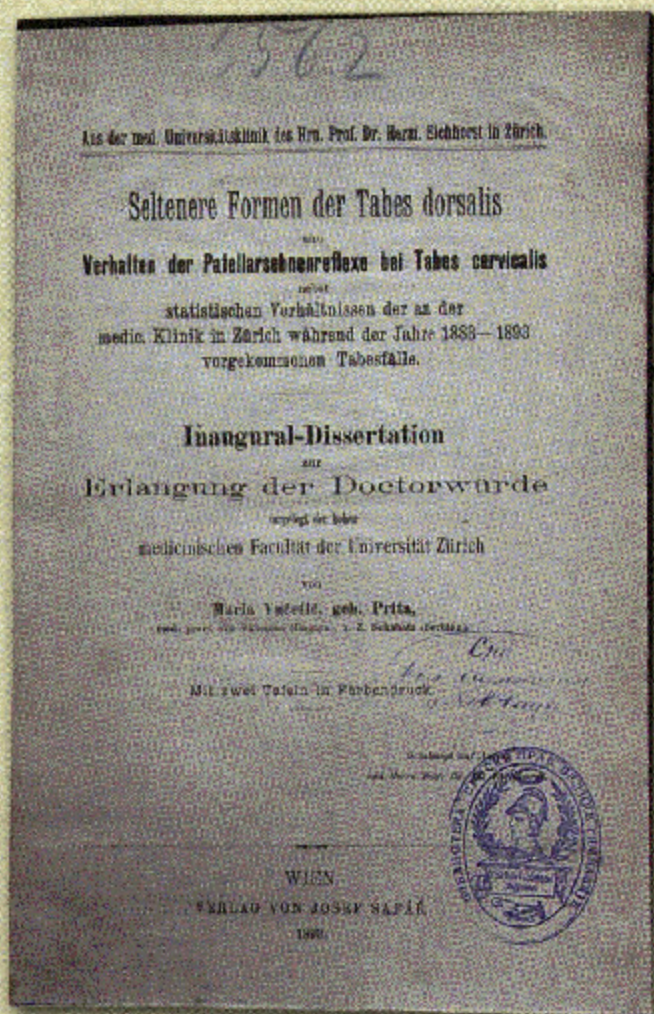 1562
Aus der med. Universitätsklinik des Hrn. Prof. Dr. Herm. Eichhorst in Zürich.
Seltenere Formen der Tabes dorsalis
Verhalten der Patellarsehnenreflexe bei Tabes cervicalis
nebst
statistischen Verhältnissen der an der
medic. Klinik in Zürich während der Jahre 1883—1893
vorgekommenen Tabesfälle.
Inaugural-Dissertation
zur
Erlangung der Doctorwürde
vorgelegt der hohen
medicinischen Facultät der Universität Zürich
von
Maria geb. Prita,
Mit zwei Tafeln in Farbendruck.
WIEN
VERLAG VON JOSEF ŠAFÁŘ